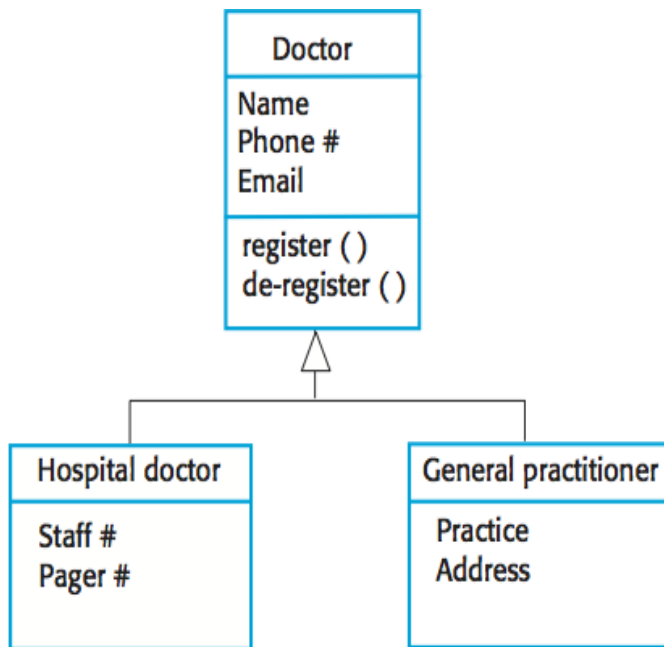 Doctor
Name
Phone #
Email
register ( )
de-register ( )
Hospital doctor
Staff #
Pager #
General practitioner
Practice
Address